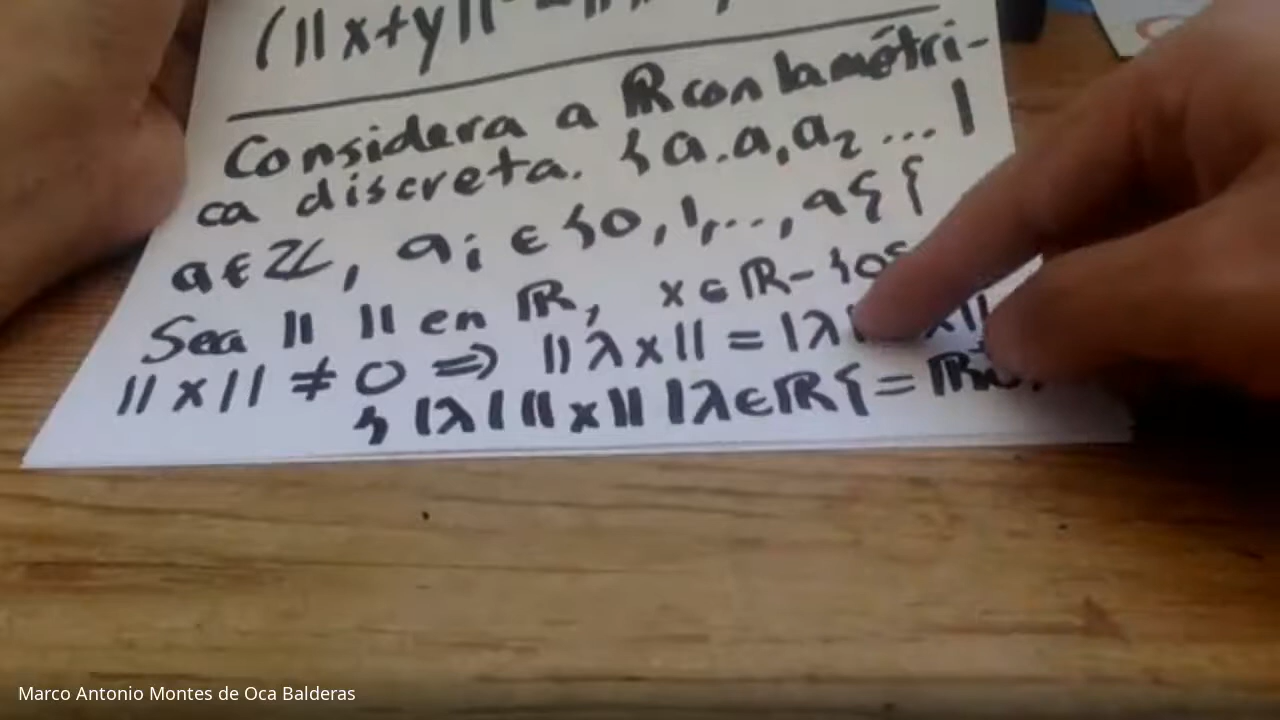 (||x+y||
Considera a ℝ con la métri-
ca discreta. {a.a₁a₂...|
a∈ℤ, aᵢ∈{0,1,...,9}}
Sea || || en ℝ, x∈ℝ-{0}
||x||≠0 ⇒ ||λx||=|λ| x||
{|λ|||x|| |λ∈ℝ}=ℝ
Marco Antonio Montes de Oca Balderas